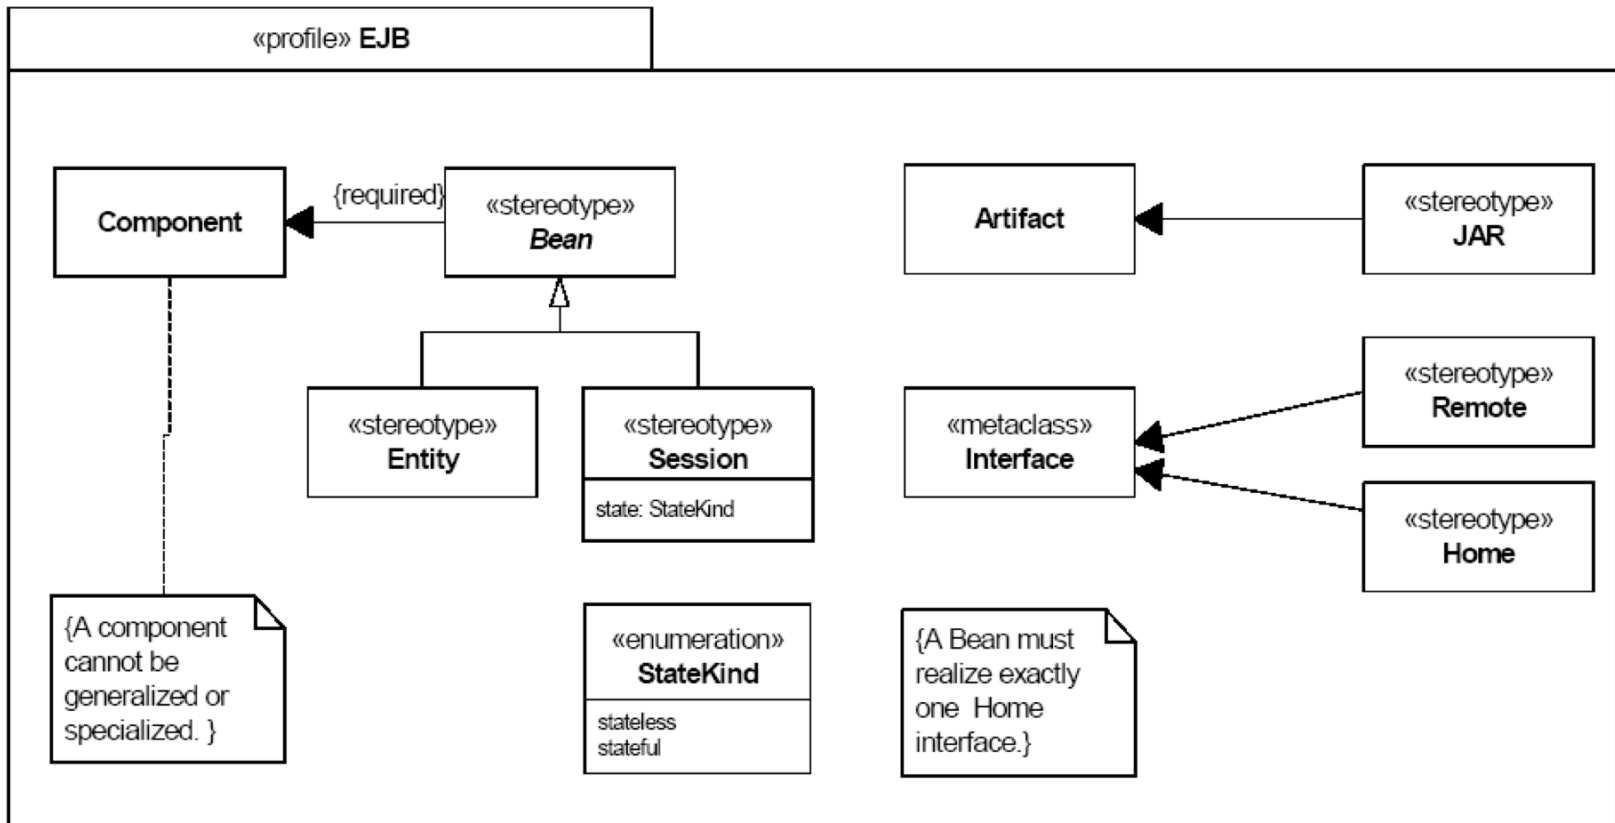 «profile» EJB
Component
{required}
«stereotype»
Bean
Artifact
«stereotype»
JAR
«stereotype»
Entity
«stereotype»
Session
state: StateKind
«metaclass»
Interface
«stereotype»
Remote
«stereotype»
Home
{A component
cannot be
generalized or
specialized. }
«enumeration»
StateKind
stateless
stateful
{A Bean must
realize exactly
one Home
interface.}